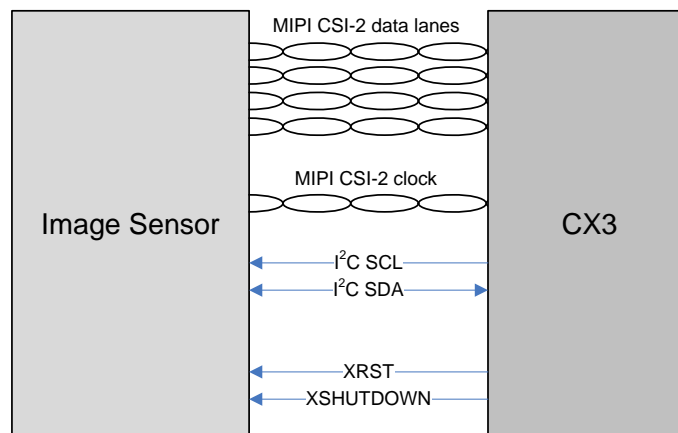 MIPI CSI-2 data lanes
MIPI CSI-2 clock
Image Sensor
CX3
I²C SCL
I²C SDA
XRST
XSHUTDOWN